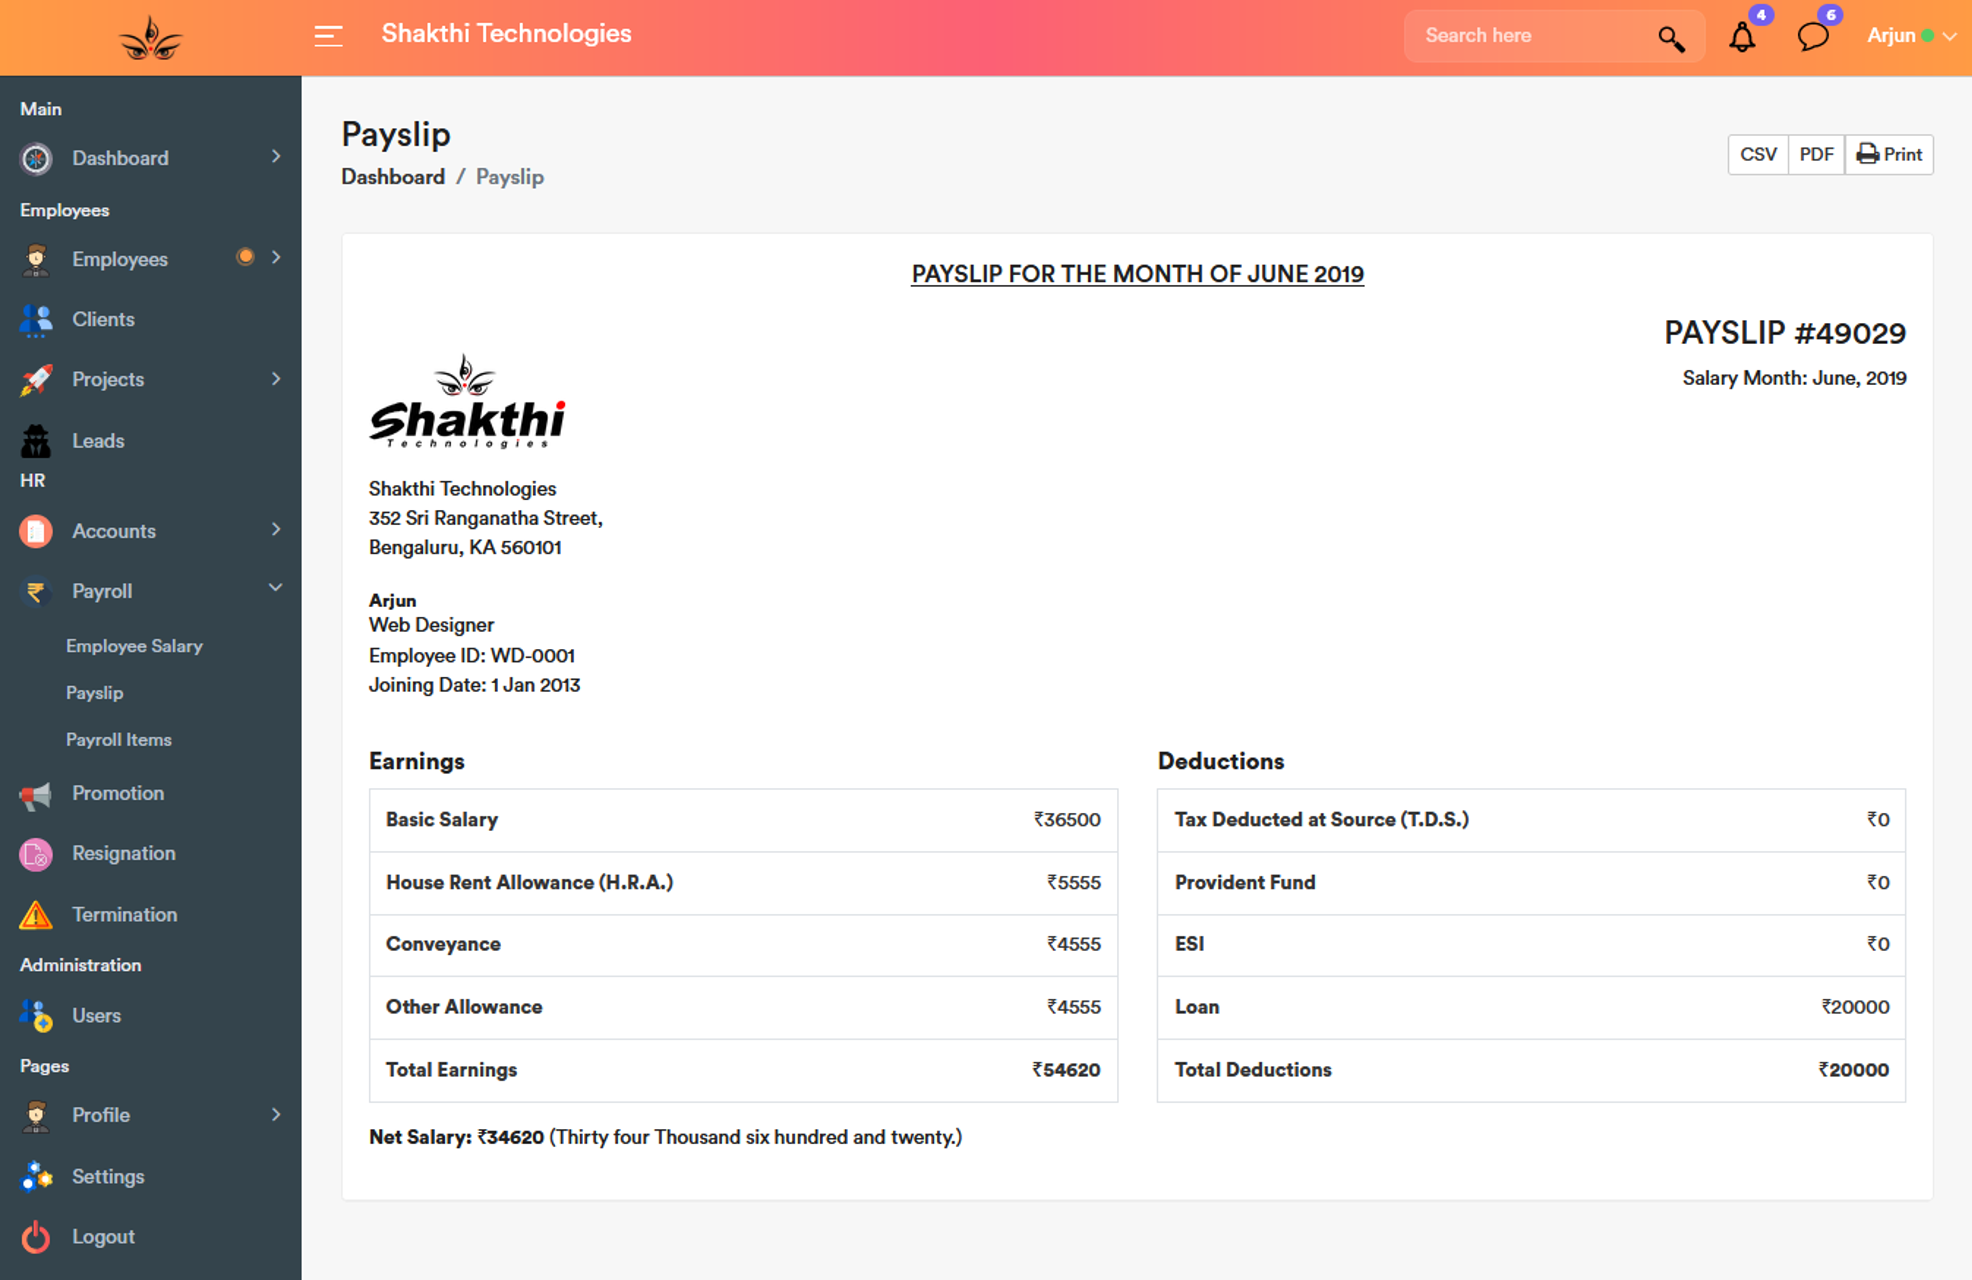 Shakthi Technologies
Search here
4
6
Arjun
Main
Dashboard
Employees
Employees
Clients
Projects
Leads
HR
Accounts
Payroll
Employee Salary
Payslip
Payroll Items
Promotion
Resignation
Termination
Administration
Users
Pages
Profile
Settings
Logout
Payslip
Dashboard / Payslip
CSV PDF Print
PAYSLIP FOR THE MONTH OF JUNE 2019
PAYSLIP #49029
Salary Month: June, 2019
Shakthi
Technologies
Shakthi Technologies
352 Sri Ranganatha Street,
Bengaluru, KA 560101
Arjun
Web Designer
Employee ID: WD-0001
Joining Date: 1 Jan 2013
Earnings
Basic Salary ₹36500
House Rent Allowance (H.R.A.) ₹5555
Conveyance ₹4555
Other Allowance ₹4555
Total Earnings ₹54620
Deductions
Tax Deducted at Source (T.D.S.) ₹0
Provident Fund ₹0
ESI ₹0
Loan ₹20000
Total Deductions ₹20000
Net Salary: ₹34620 (Thirty four Thousand six hundred and twenty.)